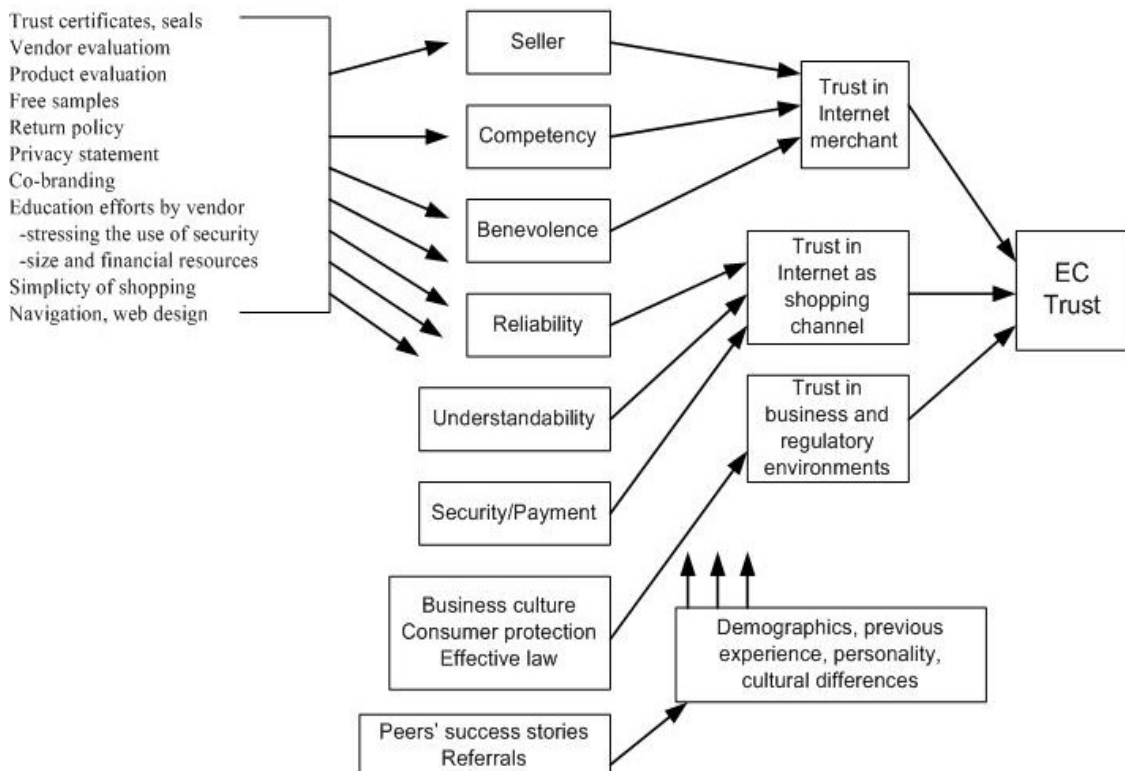 Trust certificates, seals
Vendor evaluatiom
Product evaluation
Free samples
Return policy
Privacy statement
Co-branding
Education efforts by vendor
-stressing the use of security
-size and financial resources
Simplicty of shopping
Navigation, web design
Seller
Competency
Benevolence
Reliability
Understandability
Security/Payment
Business culture
Consumer protection
Effective law
Peers' success stories
Referrals
Trust in
Internet
merchant
Trust in
Internet as
shopping
channel
Trust in
business and
regulatory
environments
Demographics, previous
experience, personality,
cultural differences
EC
Trust